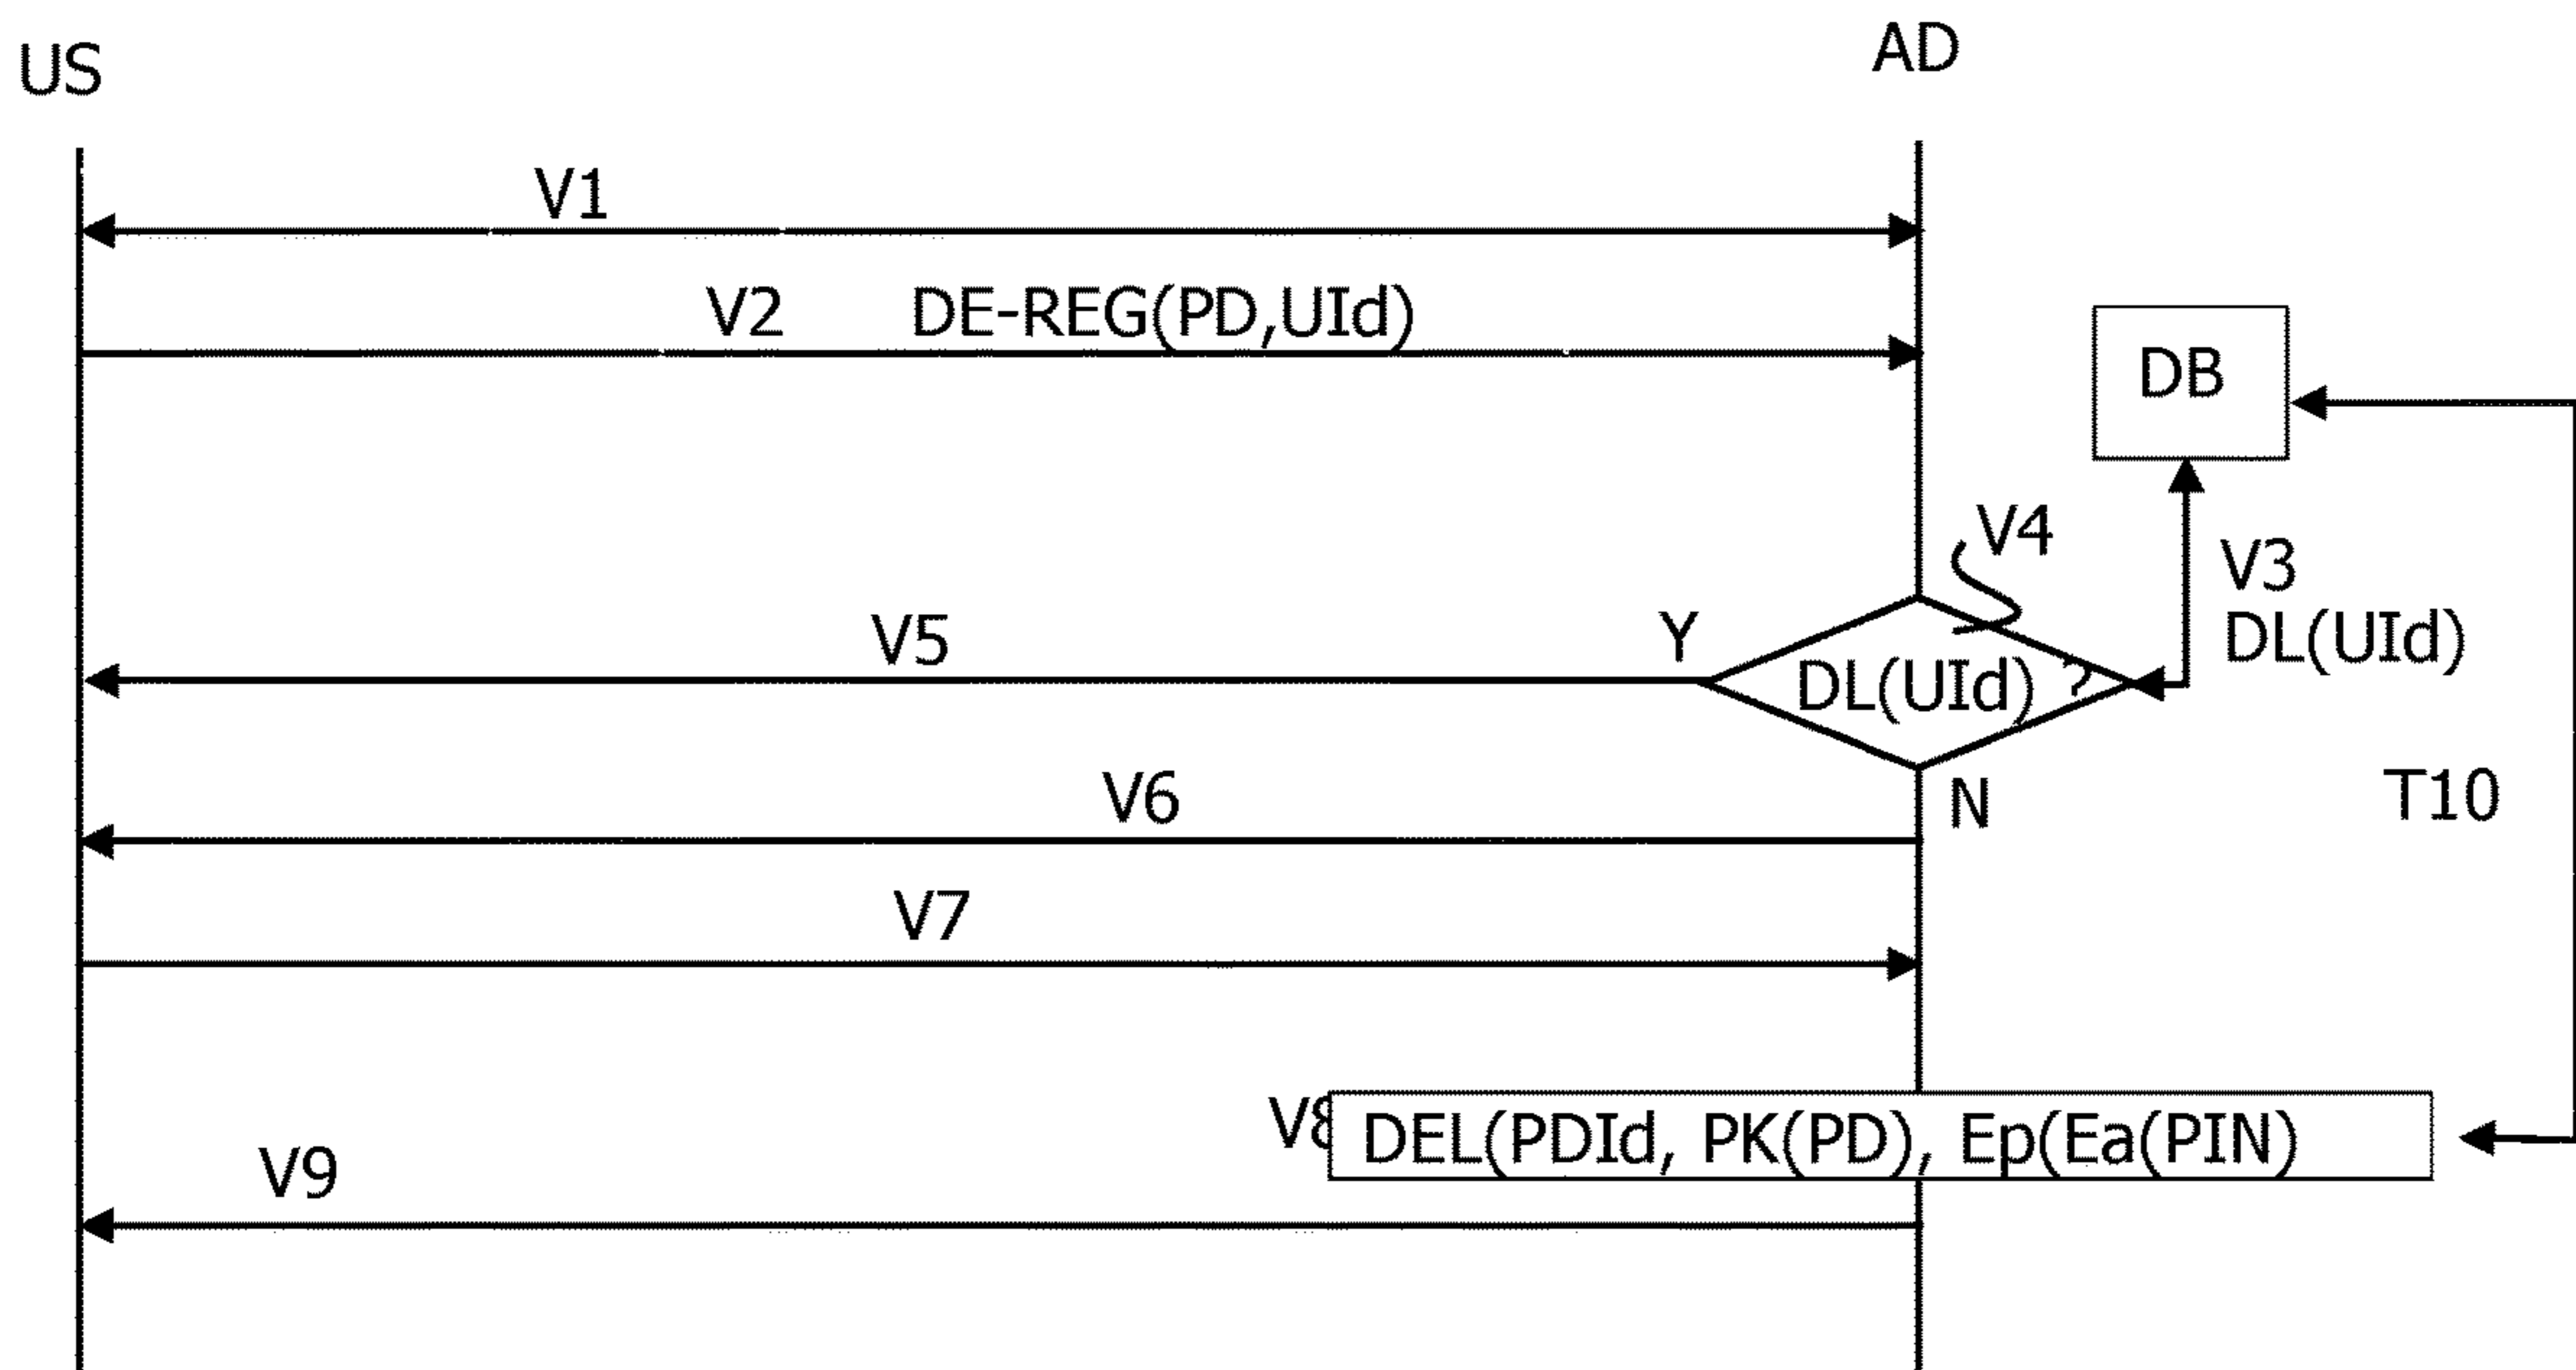 US
AD
V1
V2 DE-REG(PD,UId)
DB
V4
V3
DL(UId)
V5
Y
DL(UId) ?
V6
N
T10
V7
V8
DEL(PDId, PK(PD), Ep(Ea(PIN)
V9